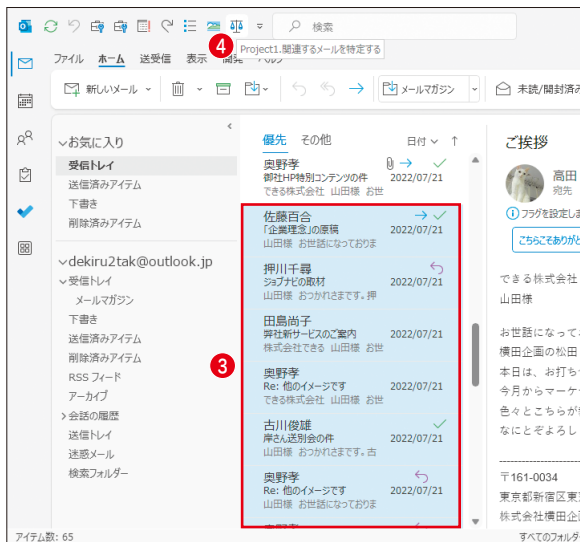 検索
4
Project1.関連するメールを特定する
ファイル ホーム 送受信 表示 開発 ヘルプ
新しいメール
メールマガジン
未読/開封済み
お気に入り
受信トレイ
送信済みアイテム
下書き
削除済みアイテム
dekiru2tak@outlook.jp
受信トレイ
メールマガジン
下書き
送信済みアイテム
削除済みアイテム
RSS フィード
アーカイブ
会話の履歴
送信トレイ
迷惑メール
検索フォルダー
3
優先 その他 日付
奥野孝
御社HP特別コンテンツの件 2022/07/21
できる株式会社 山田様 お世
佐藤百合
「企業理念」の原稿 2022/07/21
山田様 お世話になっておりま
押川千尋
ジョブナビの取材 2022/07/21
山田様 おつかれさまです。押
田島尚子
弊社新サービスのご案内 2022/07/21
株式会社できる 山田様 お世
奥野孝
Re: 他のイメージです 2022/07/21
できる株式会社 山田様 お世
古川俊雄
岸さん送別会の件 2022/07/21
山田様 おつかれさまです。古
奥野孝
Re: 他のイメージです 2022/07/21
山田様 お世話になっておりま
ご挨拶
高田
宛先
フラグを設定しま
こちらこそありがと
できる株式会社
山田様
お世話になってお
横田企画の松田
本日は、お打ち
今月からマーケ
色々とこちらが
なにとぞよろし
〒161-0034
東京都新宿区東
株式会社横田企
アイテム数: 65
すべてのフォルダ